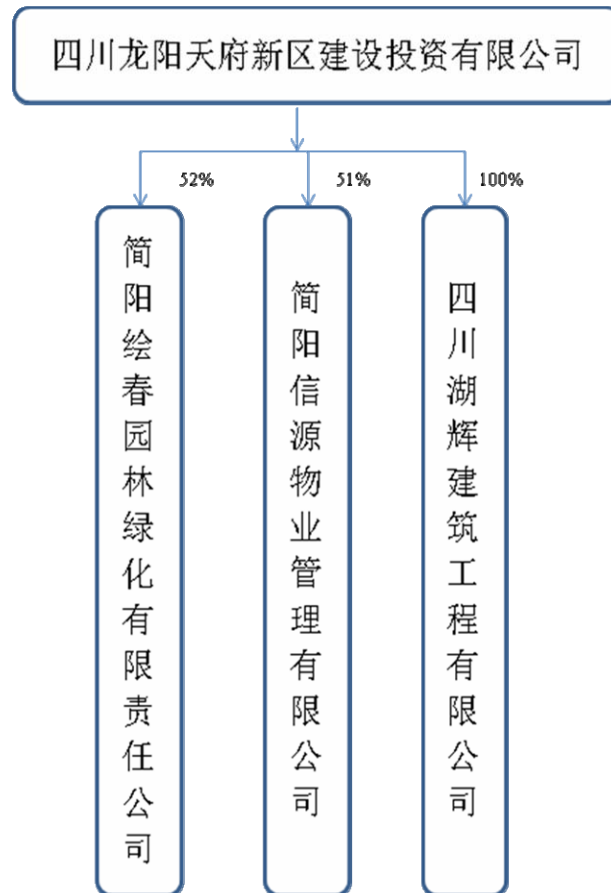 四川龙阳天府新区建设投资有限公司
52%
51%
100%
简阳绘春园林绿化有限责任公司
简阳信源物业管理有限公司
四川湖辉建筑工程有限公司